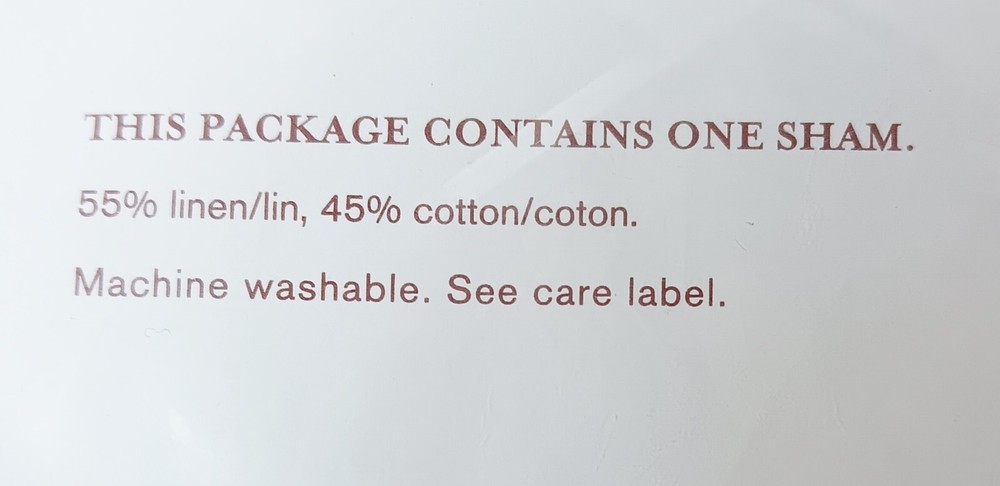 THIS PACKAGE CONTAINS ONE SHAM.
55% linen/lin, 45% cotton/coton.
Machine washable. See care label.